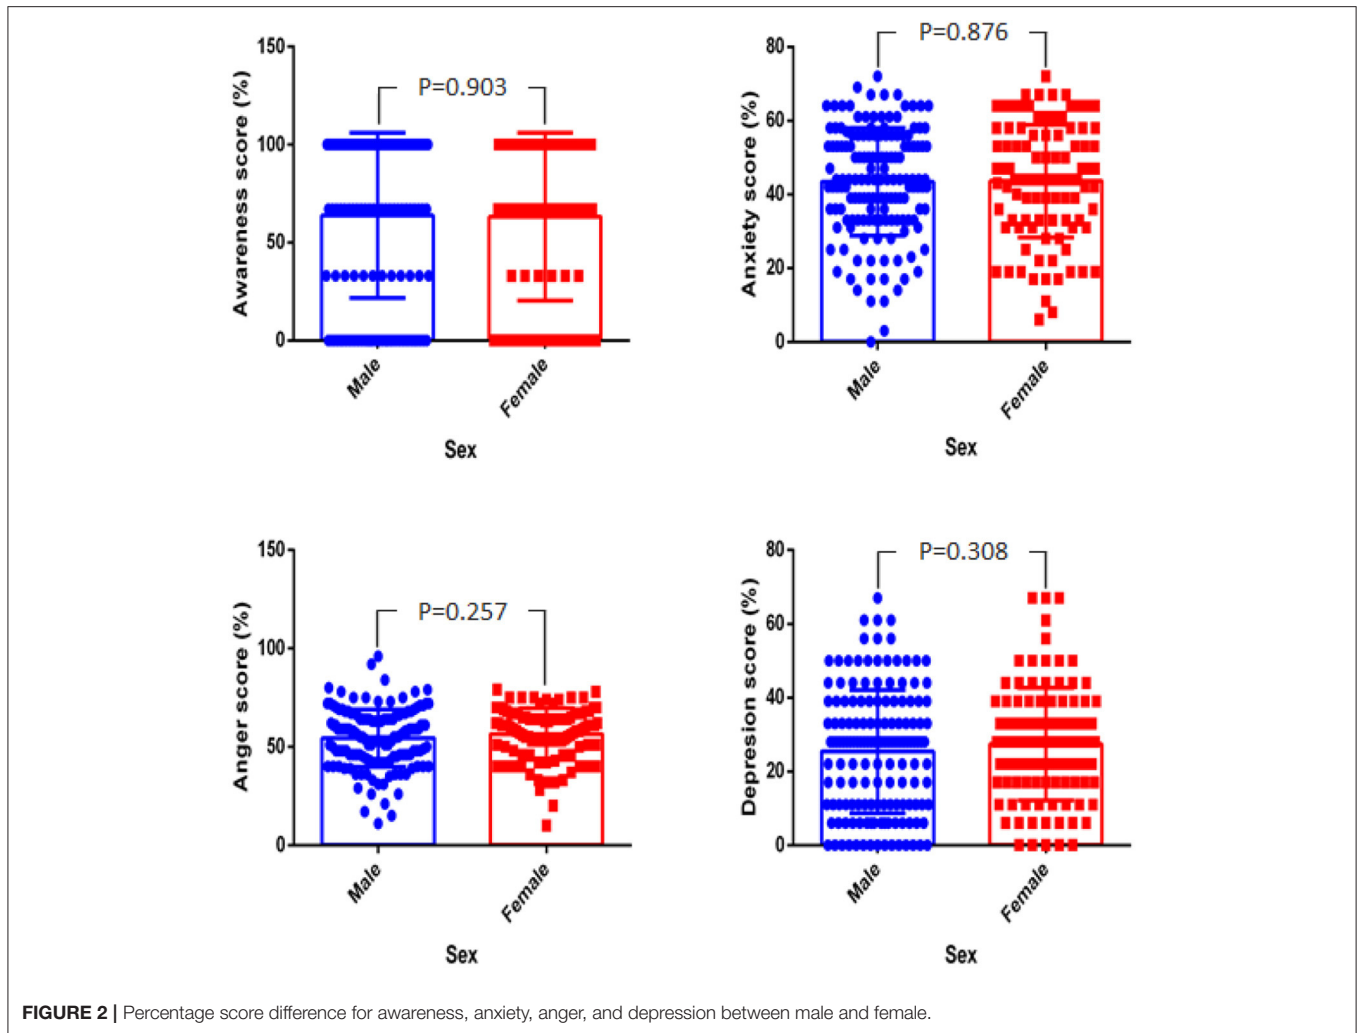 P=0.903
Awareness score (%)
150
100
50
0
Male
Female
Sex
P=0.876
Anxiety score (%)
80
60
40
20
0
Male
Female
Sex
P=0.257
Anger score (%)
150
100
50
0
Male
Female
Sex
P=0.308
Depresion score (%)
80
60
40
20
0
Male
Female
Sex
FIGURE 2 | Percentage score difference for awareness, anxiety, anger, and depression between male and female.